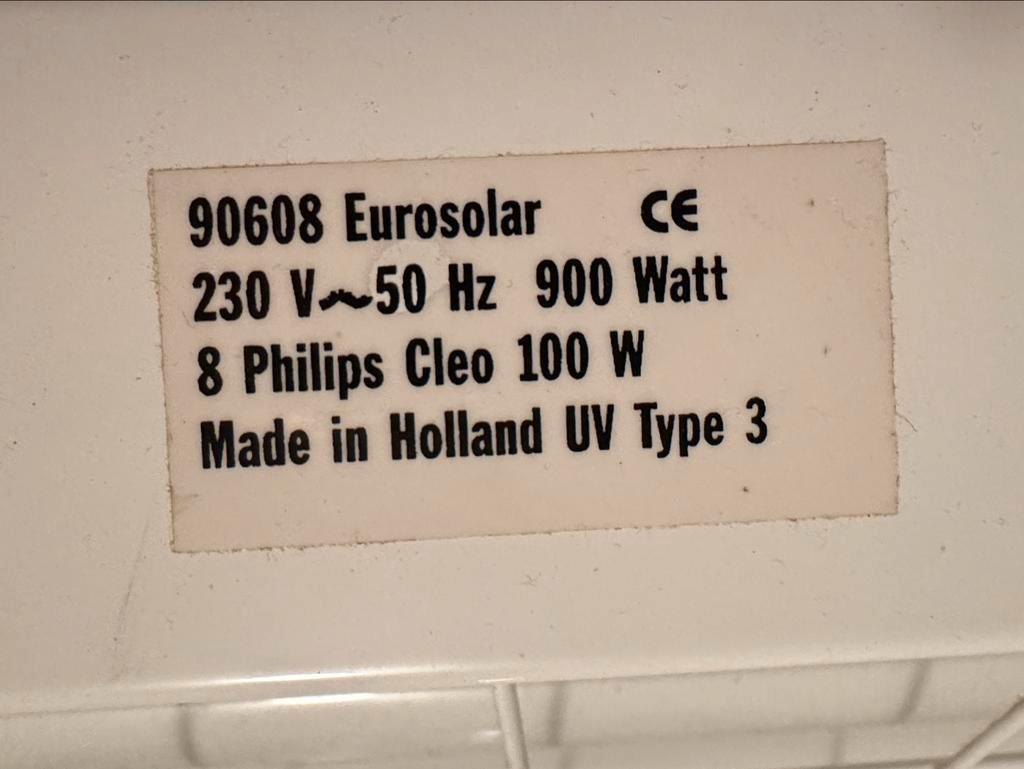 90608 Eurosolar CE
230 V~50 Hz 900 Watt
8 Philips Cleo 100 W
Made in Holland UV Type 3